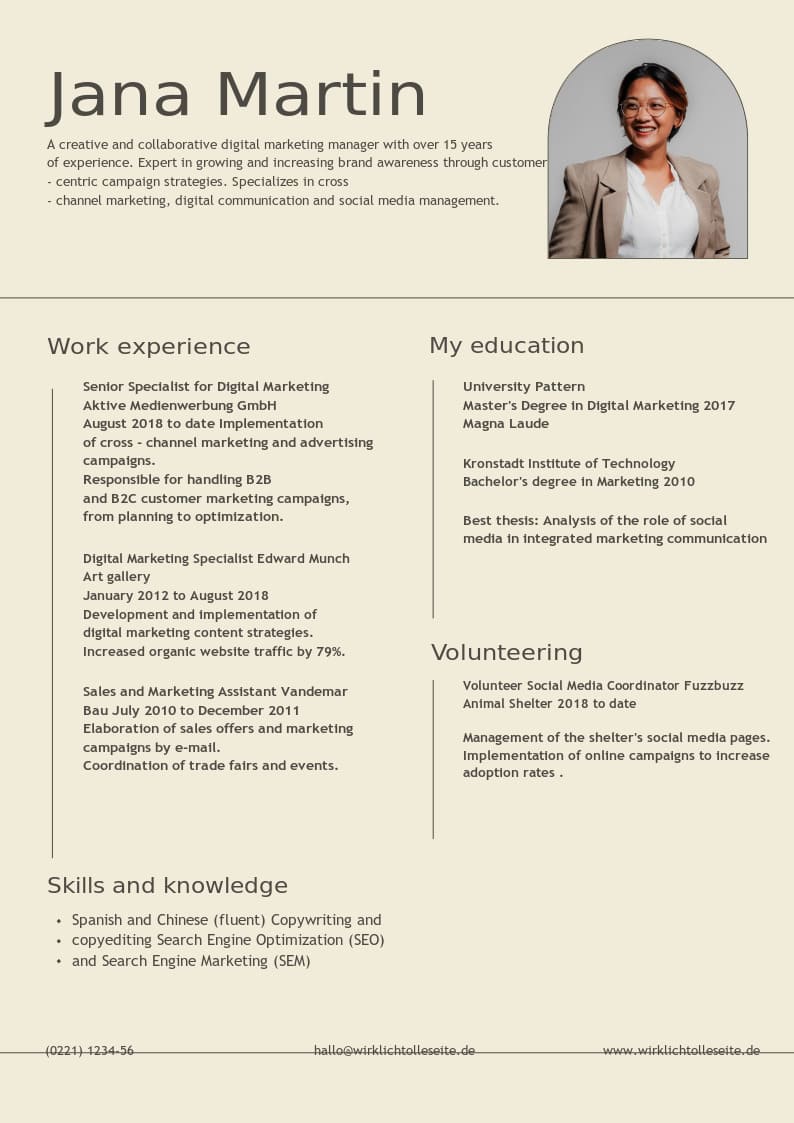 Jana Martin
A creative and collaborative digital marketing manager with over 15 years
of experience. Expert in growing and increasing brand awareness through customer
- centric campaign strategies. Specializes in cross
- channel marketing, digital communication and social media management.
Work experience
Senior Specialist for Digital Marketing
Aktive Medienwerbung GmbH
August 2018 to date Implementation
of cross - channel marketing and advertising
campaigns.
Responsible for handling B2B
and B2C customer marketing campaigns,
from planning to optimization.
Digital Marketing Specialist Edward Munch
Art gallery
January 2012 to August 2018
Development and implementation of
digital marketing content strategies.
Increased organic website traffic by 79%.
Sales and Marketing Assistant Vandemar
Bau July 2010 to December 2011
Elaboration of sales offers and marketing
campaigns by e-mail.
Coordination of trade fairs and events.
My education
University Pattern
Master's Degree in Digital Marketing 2017
Magna Laude
Kronstadt Institute of Technology
Bachelor's degree in Marketing 2010
Best thesis: Analysis of the role of social
media in integrated marketing communication
Volunteering
Volunteer Social Media Coordinator Fuzzbuzz
Animal Shelter 2018 to date
Management of the shelter's social media pages.
Implementation of online campaigns to increase
adoption rates .
Skills and knowledge
• Spanish and Chinese (fluent) Copywriting and
• copyediting Search Engine Optimization (SEO)
• and Search Engine Marketing (SEM)
(0221) 1234-56 hallo@wirklichtolleseite.de www.wirklichtolleseite.de